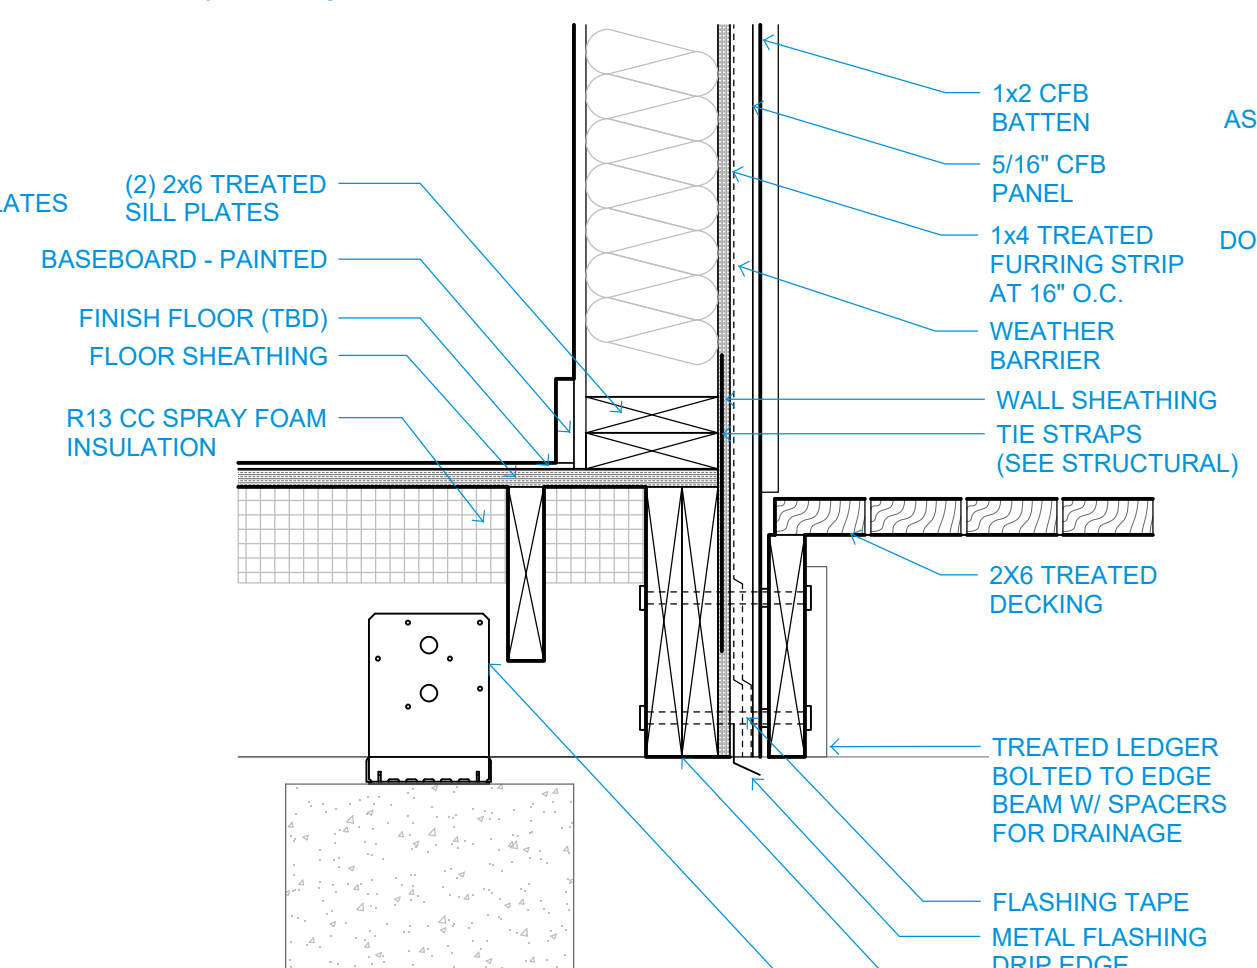 (2) 2x6 TREATED
SILL PLATES
BASEBOARD - PAINTED
FINISH FLOOR (TBD)
FLOOR SHEATHING
R13 CC SPRAY FOAM
INSULATION
1x2 CFB
BATTEN
AS
5/16" CFB
PANEL
1x4 TREATED
FURRING STRIP
AT 16" O.C.
DO
WEATHER
BARRIER
WALL SHEATHING
TIE STRAPS
(SEE STRUCTURAL)
2X6 TREATED
DECKING
TREATED LEDGER
BOLTED TO EDGE
BEAM W/ SPACERS
FOR DRAINAGE
FLASHING TAPE
METAL FLASHING
DRIP EDGE